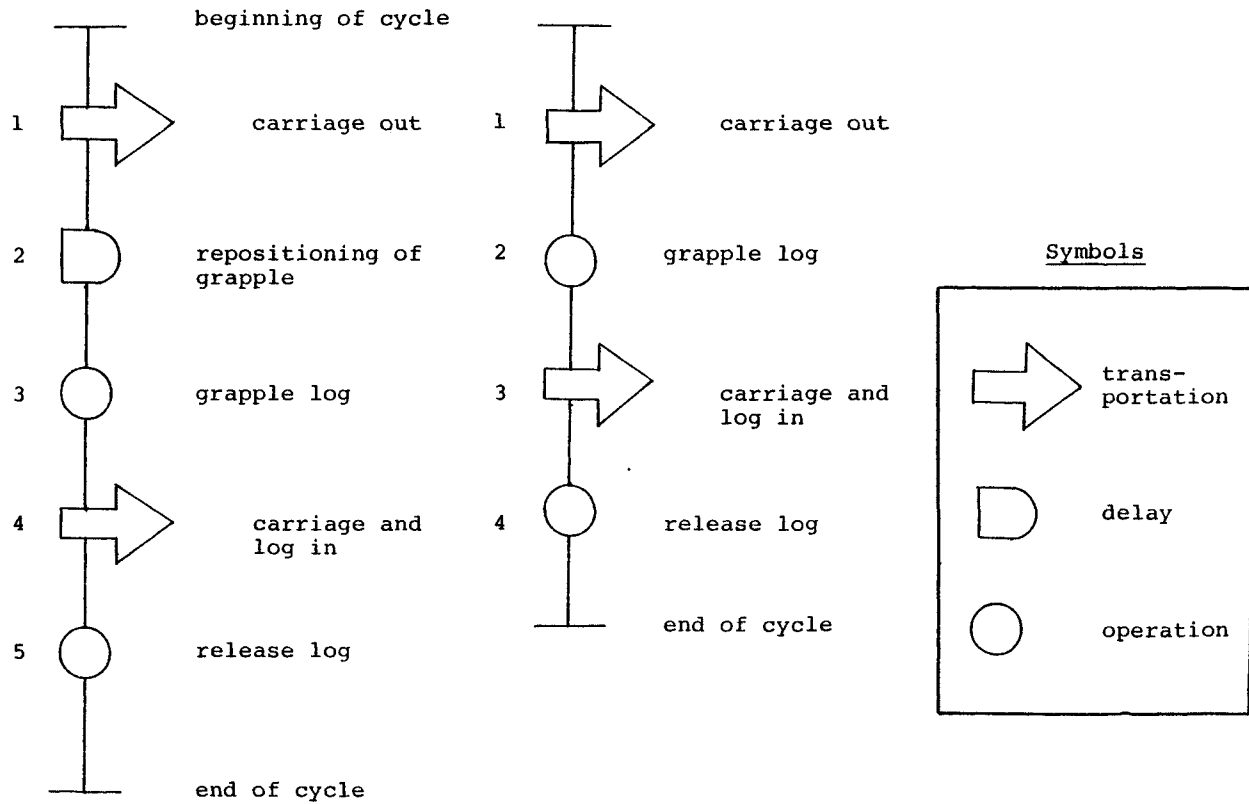 beginning of cycle
1
carriage out
2
repositioning of
grapple
3
grapple log
4
carriage and
log in
5
release log
end of cycle
1
carriage out
2
grapple log
3
carriage and
log in
4
release log
end of cycle
Symbols
trans-
portation
delay
operation